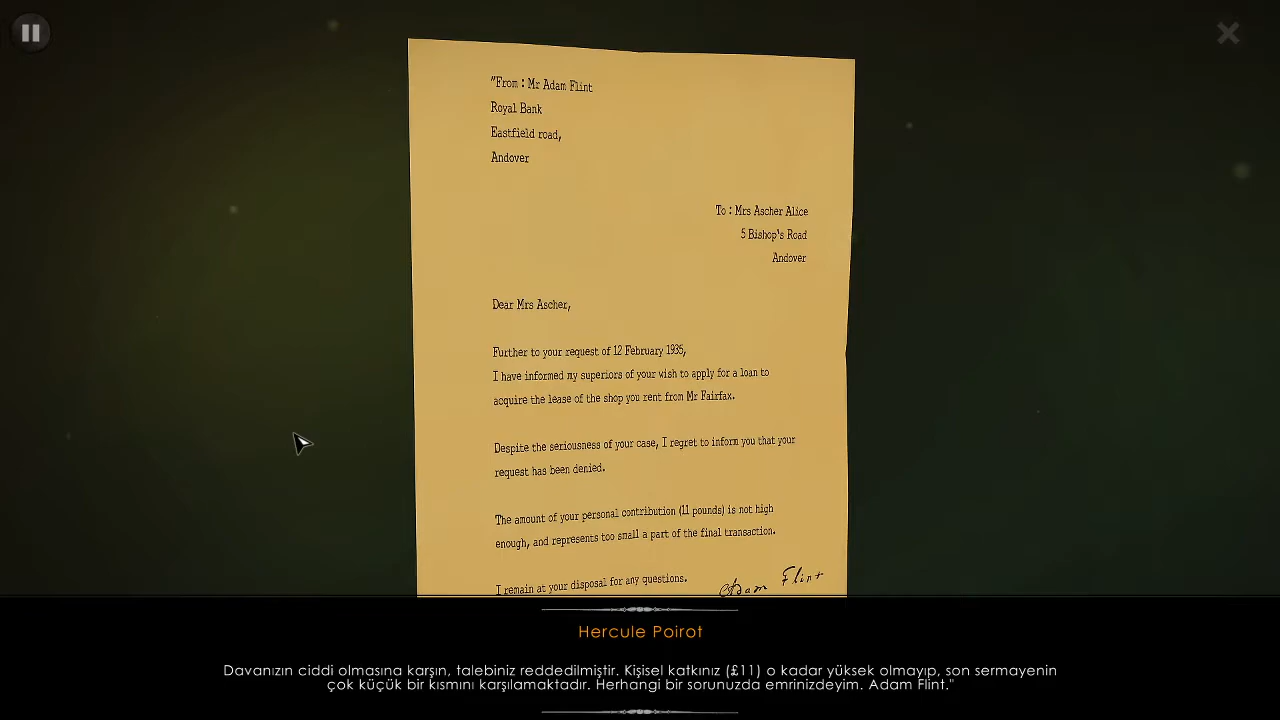 "From : Mr Adam Flint
Royal Bank
Eastfield road,
Andover
To : Mrs Ascher Alice
5 Bishop's Road
Andover
Dear Mrs Ascher,
Further to your request of 12 February 1935,
I have informed my superiors of your wish to apply for a loan to
acquire the lease of the shop you rent from Mr Fairfax.
Despite the seriousness of your case, I regret to inform you that your
request has been denied.
The amount of your personal contribution (11 pounds) is not high
enough, and represents too small a part of the final transaction.
I remain at your disposal for any questions.
Adam Flint
Hercule Poirot
Davanızın ciddi olmasına karşın, talebiniz reddedilmiştir. Kişisel katkınız (£11) o kadar yüksek olmayıp, son sermayenin
çok küçük bir kısmını karşılamaktadır. Herhangi bir sorunuzda emrinizdeyim. Adam Flint."